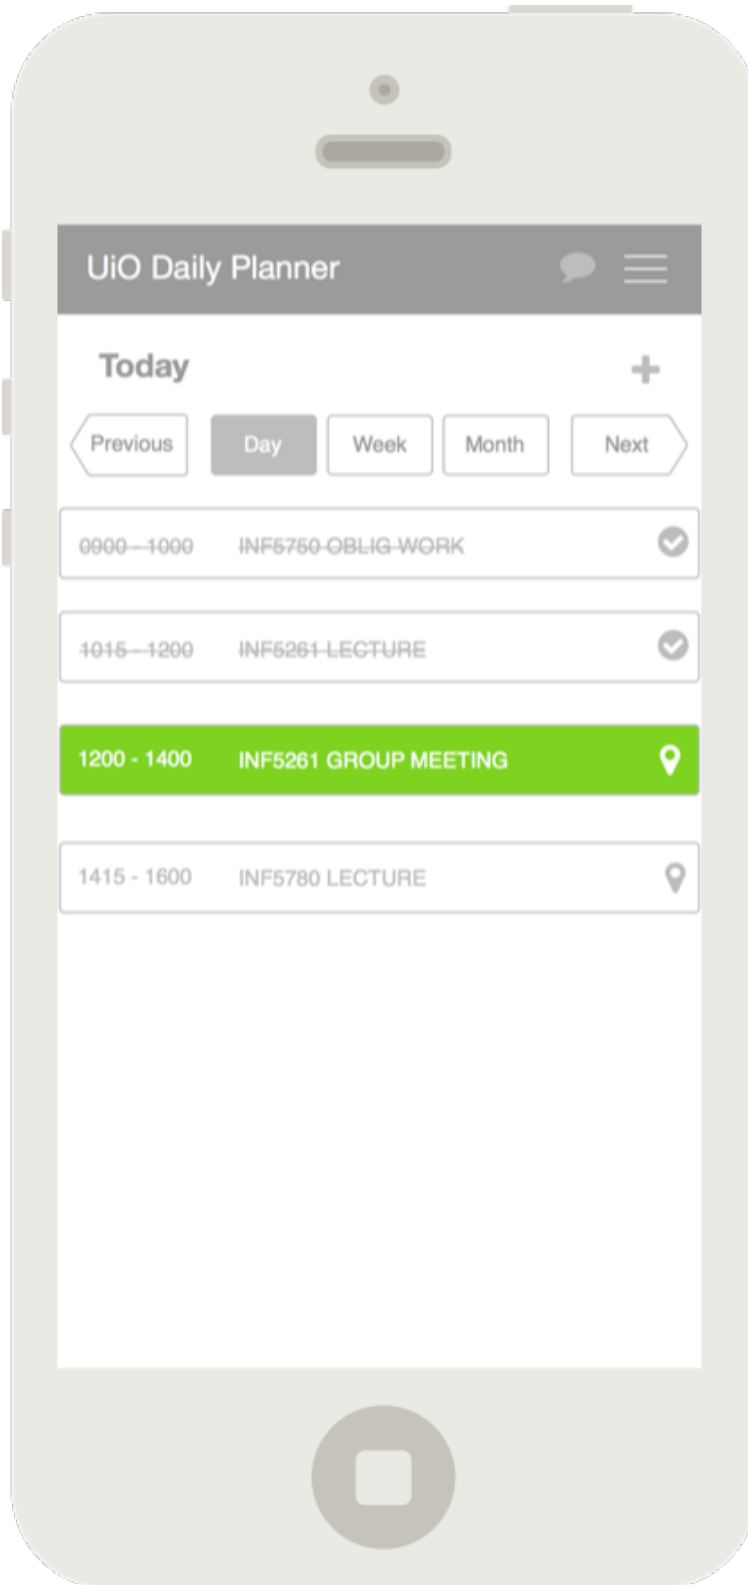 UiO Daily Planner
Today
Previous Day Week Month Next
0900 - 1000 INF5750 OBLIG WORK
1015 - 1200 INF5261 LECTURE
1200 - 1400 INF5261 GROUP MEETING
1415 - 1600 INF5780 LECTURE